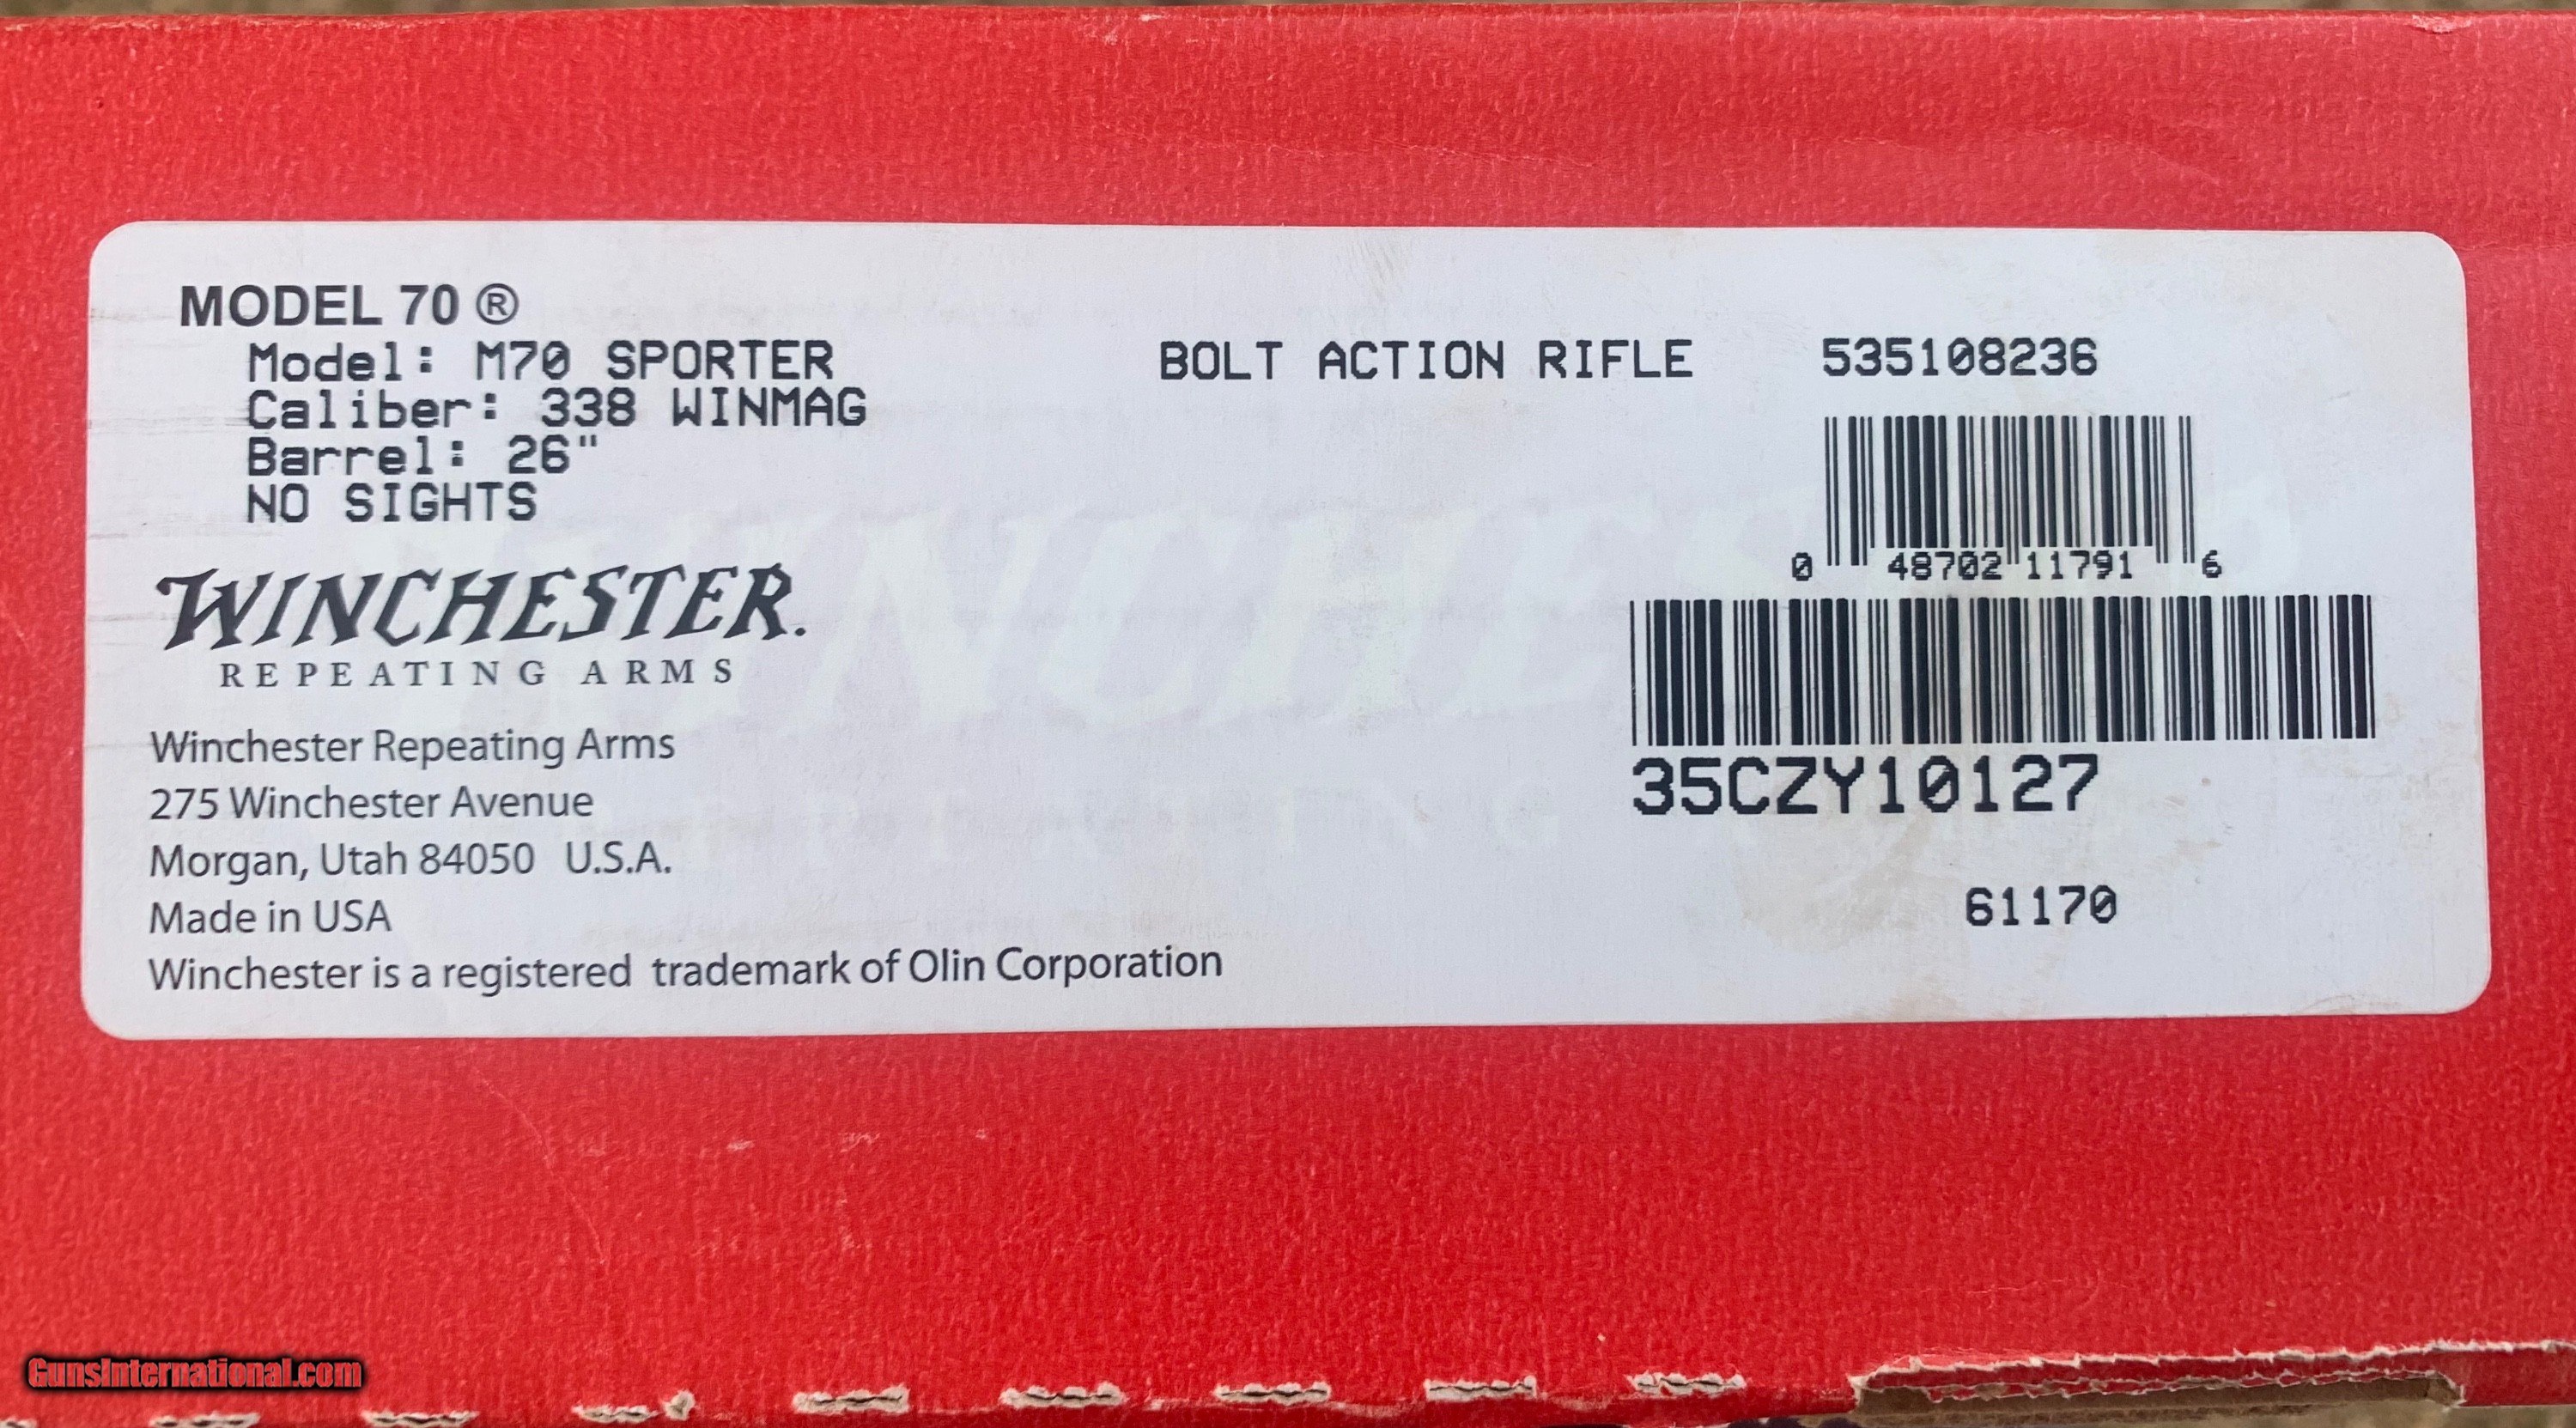 MODEL 70 ®
Model: M70 SPORTER
Caliber: 338 WINMAG
Barrel: 26"
NO SIGHTS
BOLT ACTION RIFLE
535108236
0 48702 11791 6
35CZY10127
61170
WINCHESTER.
REPEATING ARMS
Winchester Repeating Arms
275 Winchester Avenue
Morgan, Utah 84050 U.S.A.
Made in USA
Winchester is a registered trademark of Olin Corporation
GunsInternational.com